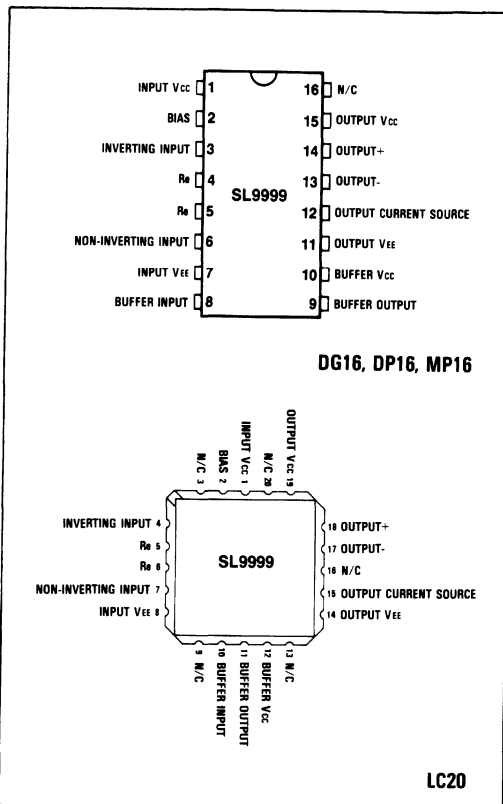 INPUT Vcc 1
BIAS 2
INVERTING INPUT 3
Re 4
Re 5
NON-INVERTING INPUT 6
INPUT VEE 7
BUFFER INPUT 8
SL9999
16 N/C
15 OUTPUT Vcc
14 OUTPUT+
13 OUTPUT-
12 OUTPUT CURRENT SOURCE
11 OUTPUT VEE
10 BUFFER Vcc
9 BUFFER OUTPUT
DG16, DP16, MP16
N/C 3
BIAS 2
INPUT Vcc 1
N/C 20
OUTPUT Vcc 19
INVERTING INPUT 4
Re 5
Re 6
NON-INVERTING INPUT 7
INPUT VEE 8
SL9999
18 OUTPUT+
17 OUTPUT-
16 N/C
15 OUTPUT CURRENT SOURCE
14 OUTPUT VEE
9 N/C
10 BUFFER INPUT
11 BUFFER OUTPUT
12 BUFFER Vcc
13 N/C
LC20